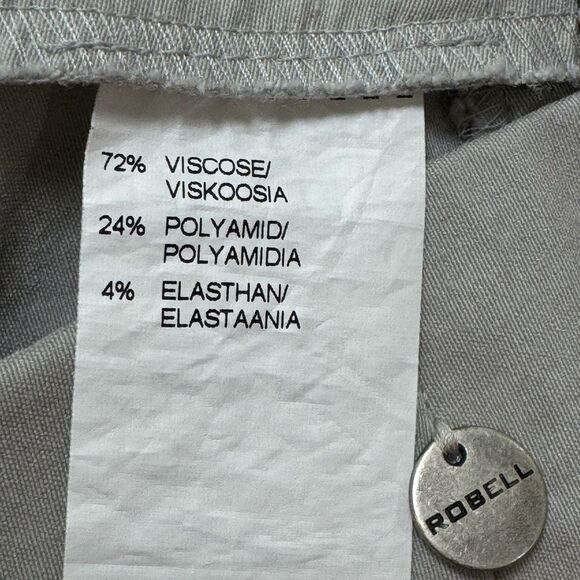 72% VISCOSE/
VISKOOSIA
24% POLYAMID/
POLYAMIDIA
4% ELASTHAN/
ELASTAANIA
ROBELL